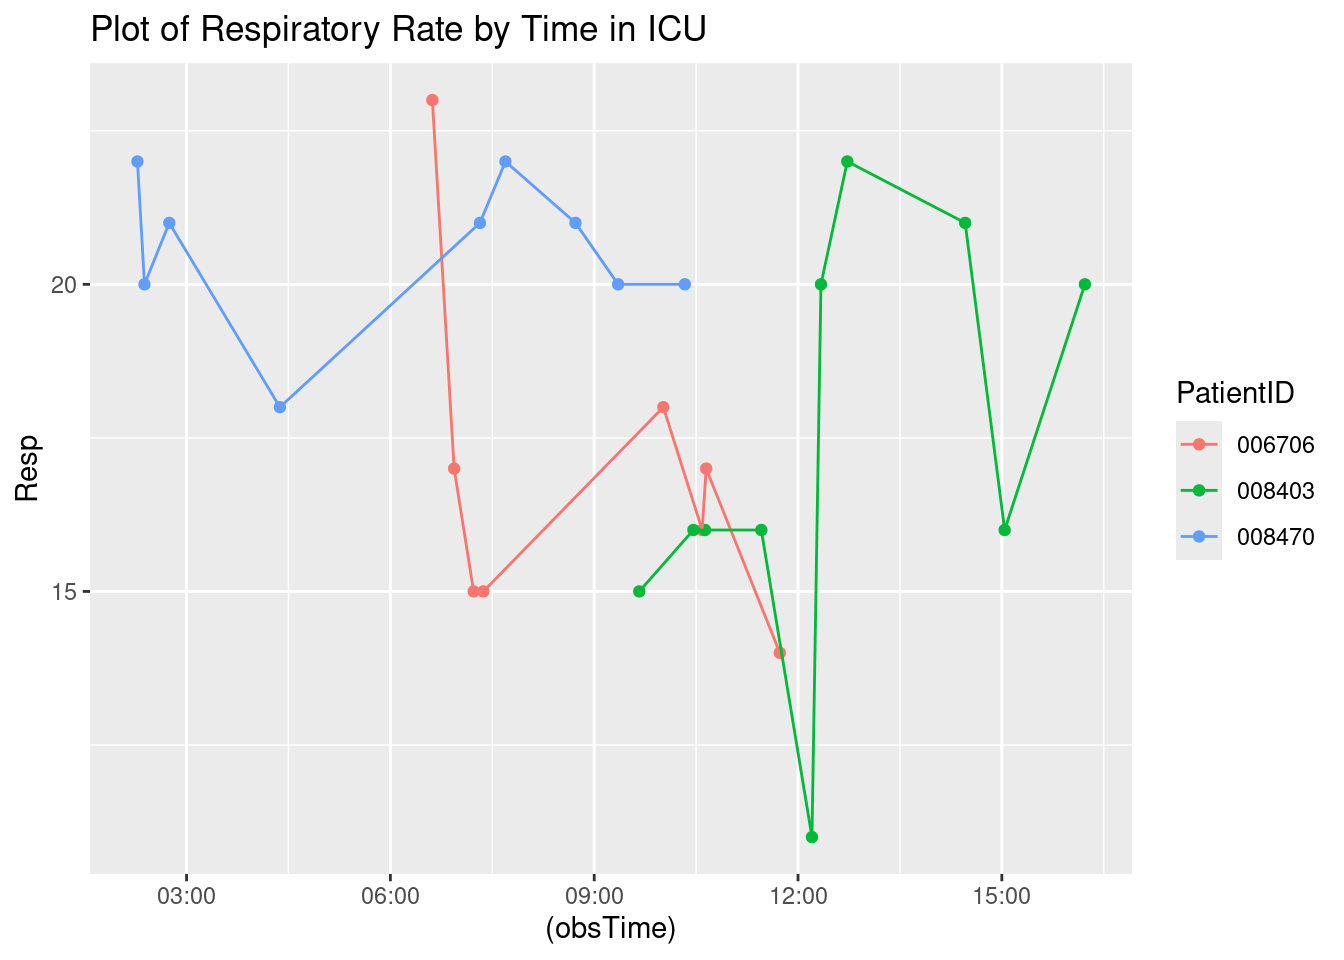 Plot of Respiratory Rate by Time in ICU
Resp
20
15
03:00 06:00 09:00 12:00 15:00
(obsTime)
PatientID
006706
008403
008470